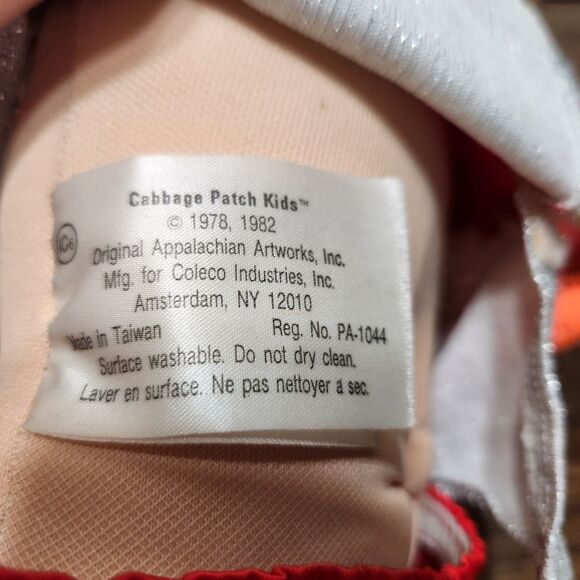 Cabbage Patch Kids™
© 1978, 1982
Original Appalachian Artworks, Inc.
Mfg. for Coleco Industries, Inc.
Amsterdam, NY 12010
Made in Taiwan Reg. No. PA-1044
Surface washable. Do not dry clean.
Laver en surface. Ne pas nettoyer a sec.